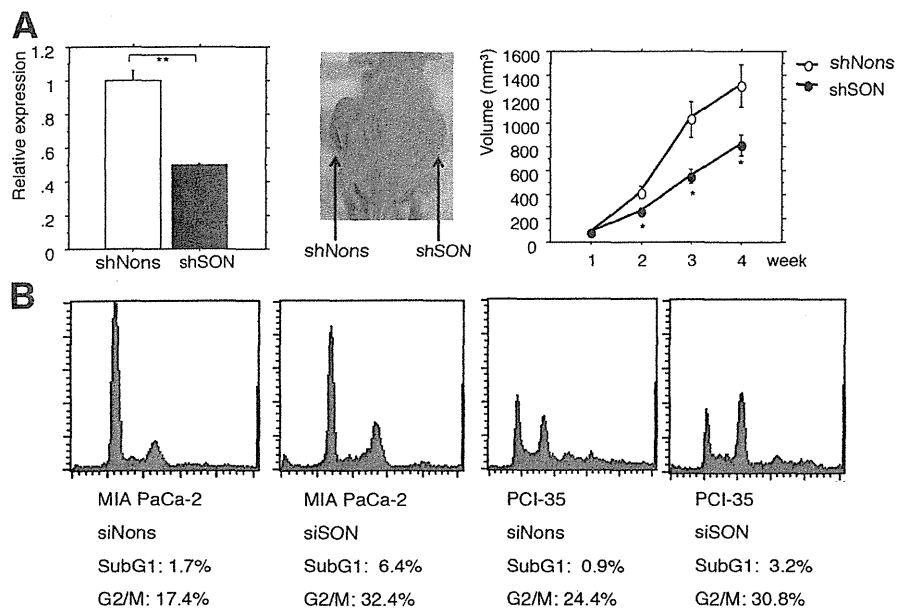 A
Relative expression
1.2
1
.8
.6
.4
.2
0
**
shNons shSON
shNons shSON
Volume (mm³)
1600
1400
1200
1000
800
600
400
200
0
1 2 3 4 week
* * *
shNons
shSON
B
MIA PaCa-2
siNons
SubG1: 1.7%
G2/M: 17.4%
MIA PaCa-2
siSON
SubG1: 6.4%
G2/M: 32.4%
PCI-35
siNons
SubG1: 0.9%
G2/M: 24.4%
PCI-35
siSON
SubG1: 3.2%
G2/M: 30.8%